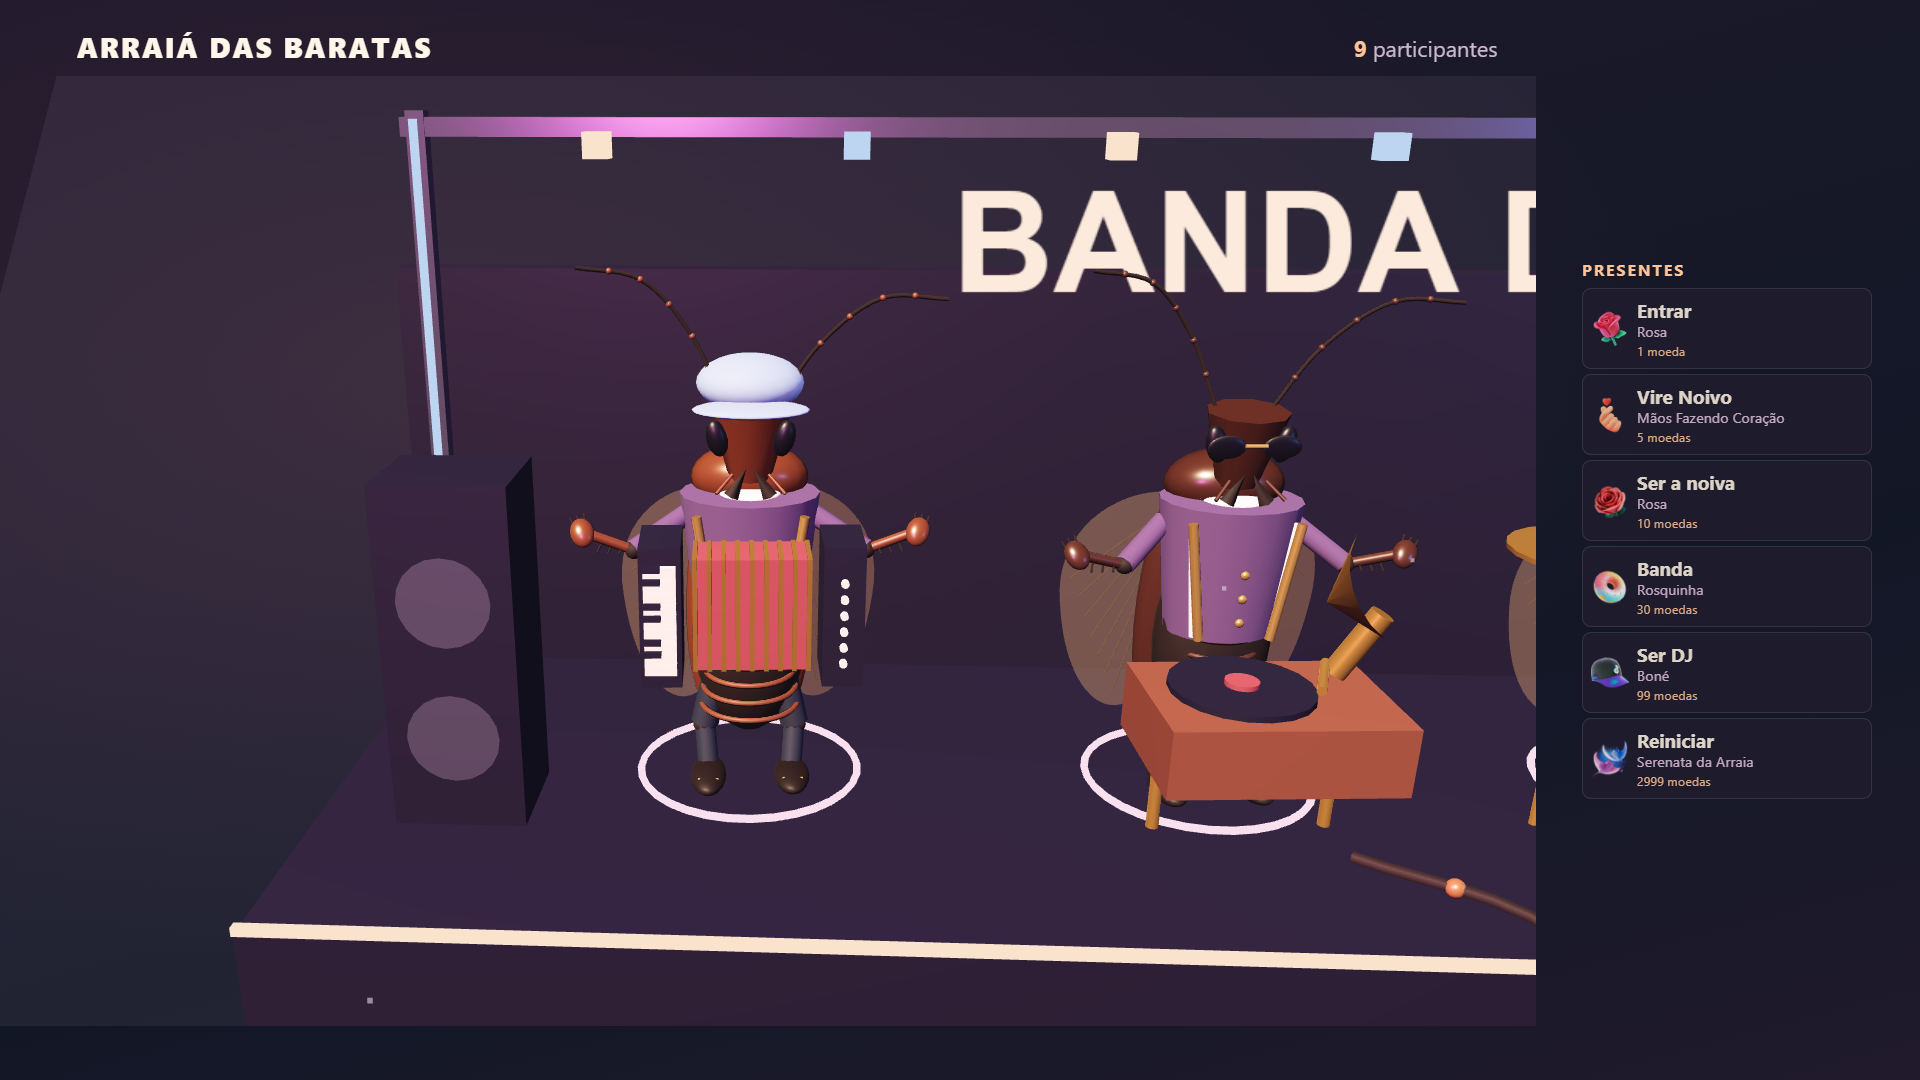 ARRAIÁ DAS BARATAS
9 participantes
BANDA
PRESENTES
Entrar
Rosa
1 moeda
Vire Noivo
Mãos Fazendo Coração
5 moedas
Ser a noiva
Rosa
10 moedas
Banda
Rosquinha
30 moedas
Ser DJ
Boné
99 moedas
Reiniciar
Serenata da Arraia
2999 moedas